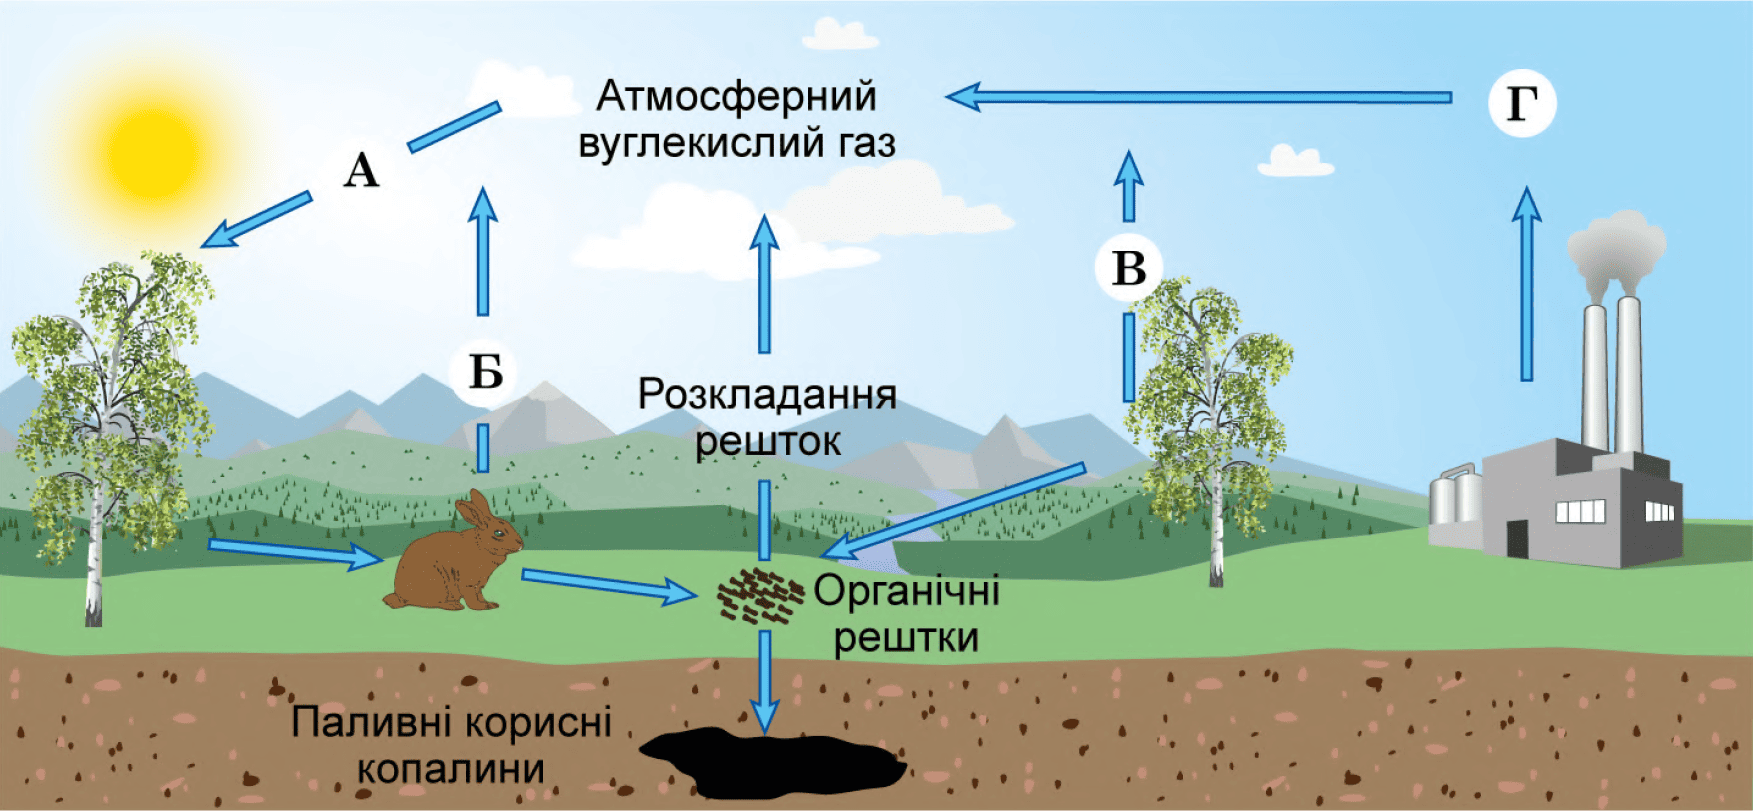 Атмосферний
вуглекислий газ
Г
А
В
Б
Розкладання
решток
Органічні
рештки
Паливні корисні
копалини